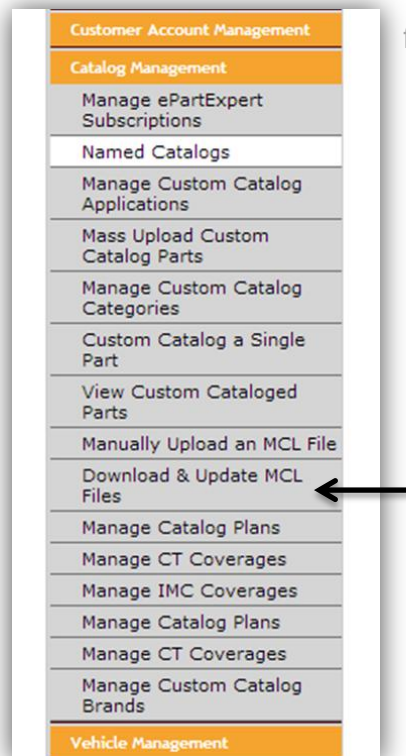 Customer Account Management
Catalog Management
Manage ePartExpert
Subscriptions
Named Catalogs
Manage Custom Catalog
Applications
Mass Upload Custom
Catalog Parts
Manage Custom Catalog
Categories
Custom Catalog a Single
Part
View Custom Cataloged
Parts
Manually Upload an MCL File
Download & Update MCL
Files
Manage Catalog Plans
Manage CT Coverages
Manage IMC Coverages
Manage Catalog Plans
Manage CT Coverages
Manage Custom Catalog
Brands
Vehicle Management